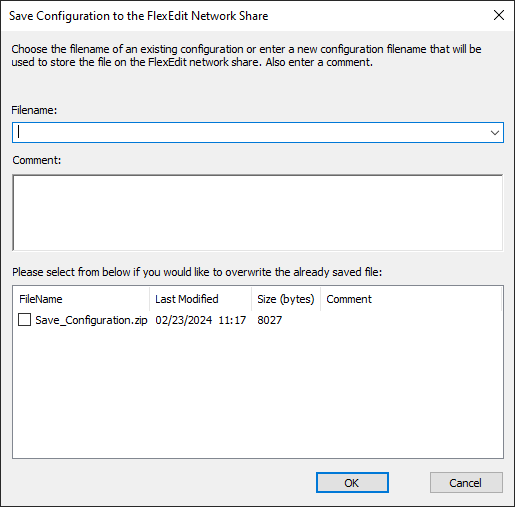 Save Configuration to the FlexEdit Network Share
Choose the filename of an existing configuration or enter a new configuration filename that will be
used to store the file on the FlexEdit network share. Also enter a comment.
Filename:
Comment:
Please select from below if you would like to overwrite the already saved file:
FileName Last Modified Size (bytes) Comment
Save_Configuration.zip 02/23/2024 11:17 8027
OK Cancel